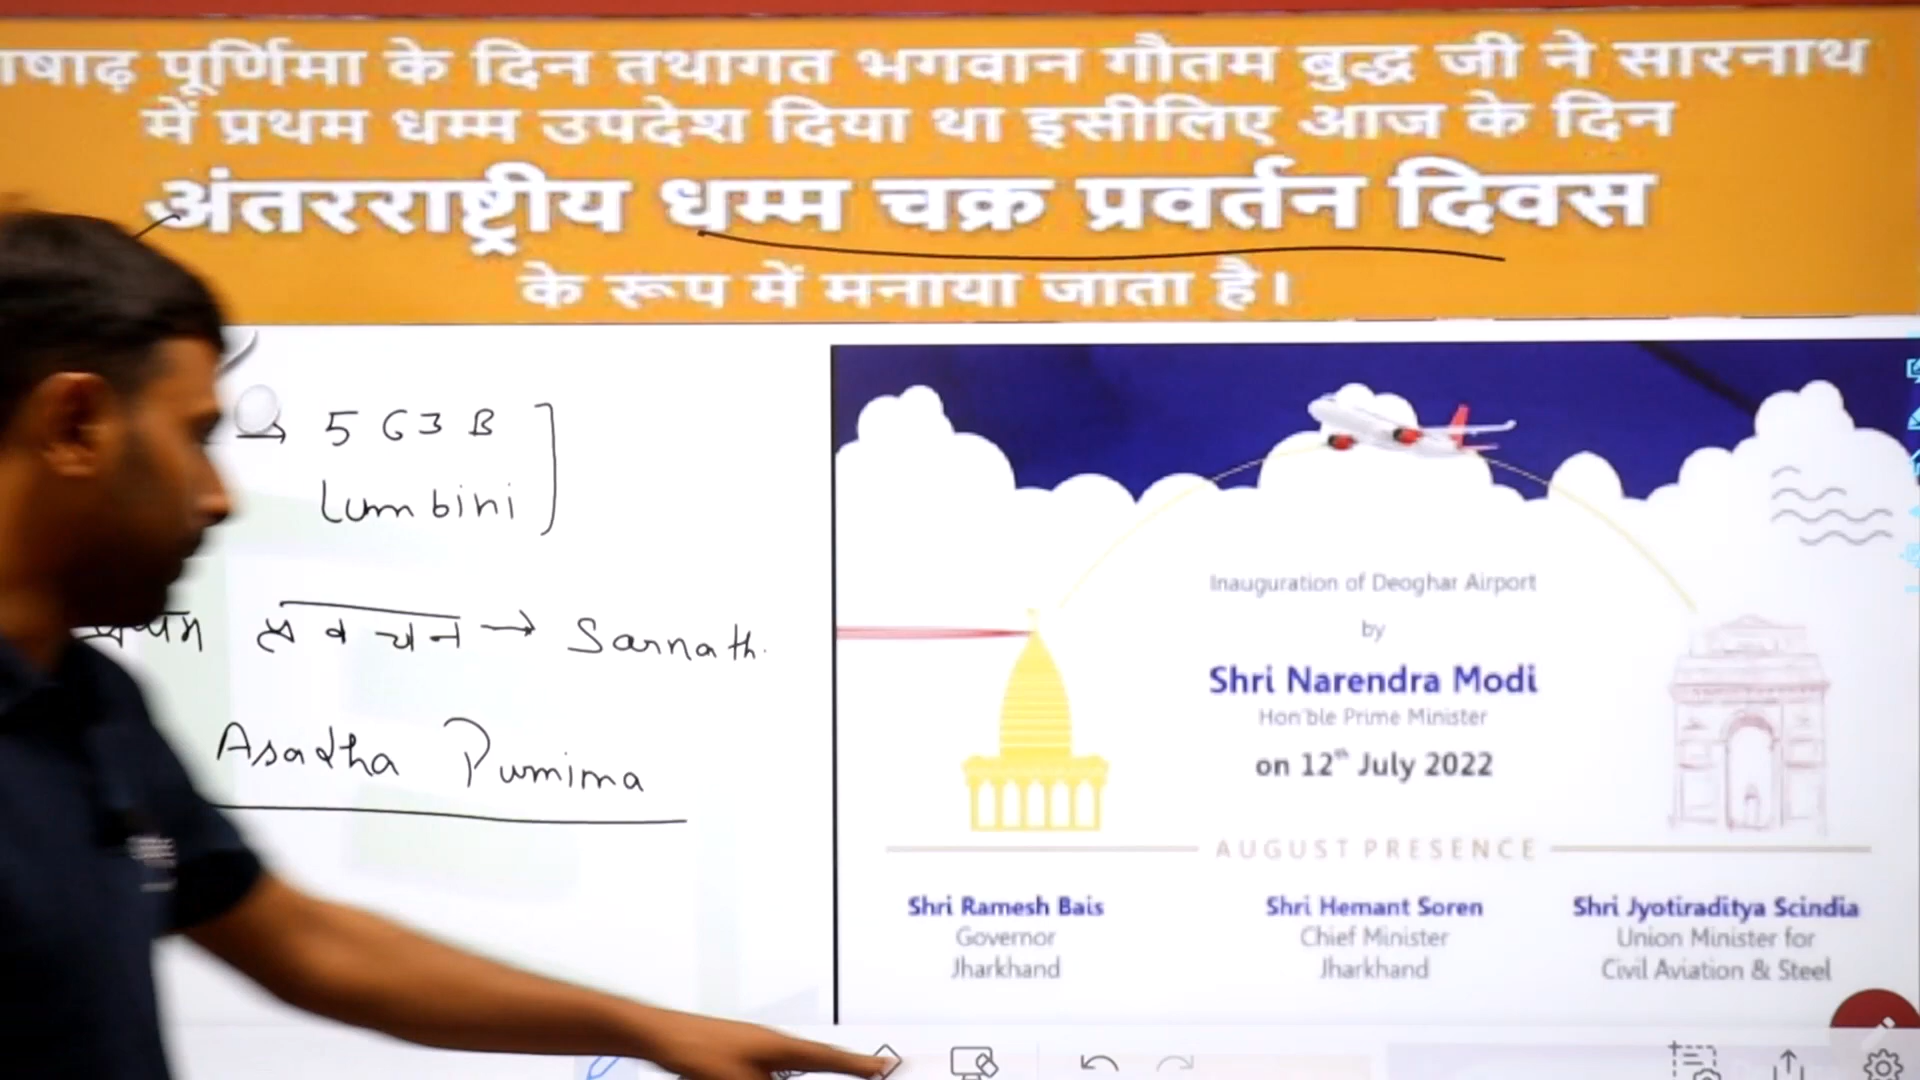 षाढ़ पूर्णिमा के दिन तथागत भगवान गौतम बुद्ध जी ने सारनाथ
में प्रथम धम्म उपदेश दिया था इसीलिए आज के दिन
अंतरराष्ट्रीय धम्म चक्र प्रवर्तन दिवस
के रूप में मनाया जाता है।
563 B
Lumbini
→ Sarnath.
Asadha Purnima
Inauguration of Deoghar Airport
by
Shri Narendra Modi
Hon'ble Prime Minister
on 12th July 2022
AUGUST PRESENCE
Shri Ramesh Bais
Governor
Jharkhand
Shri Hemant Soren
Chief Minister
Jharkhand
Shri Jyotiraditya Scindia
Union Minister for
Civil Aviation & Steel